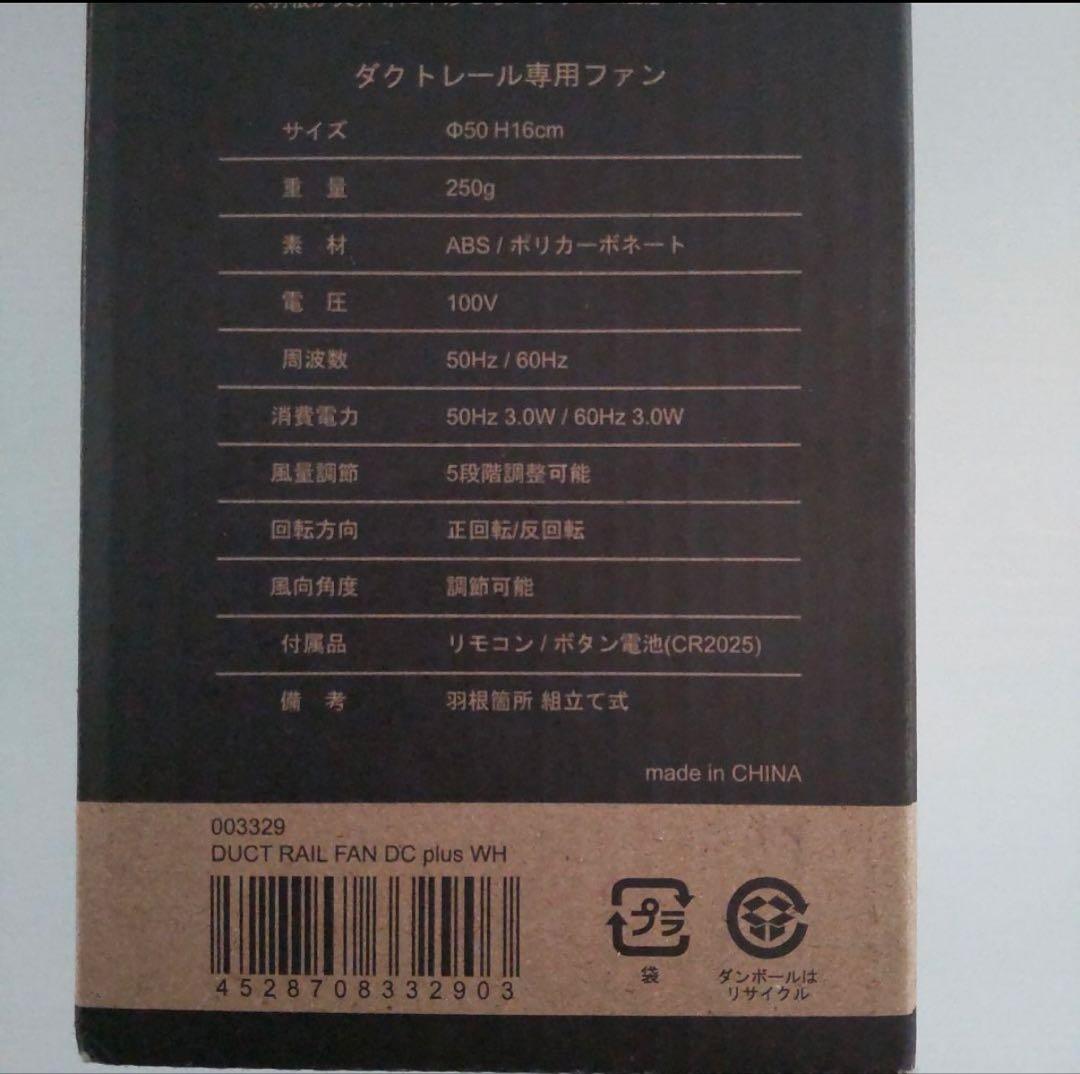 ダクトレール専用ファン
サイズ Φ50 H16cm
重 量 250g
素 材 ABS / ポリカーボネート
電 圧 100V
周波数 50Hz / 60Hz
消費電力 50Hz 3.0W / 60Hz 3.0W
風量調節 5段階調整可能
回転方向 正回転/反回転
風向角度 調節可能
付属品 リモコン / ボタン電池(CR2025)
備 考 羽根箇所 組立て式
made in CHINA
003329
DUCT RAIL FAN DC plus WH
4528708332903
プラ
袋
ダンボールは
リサイクル